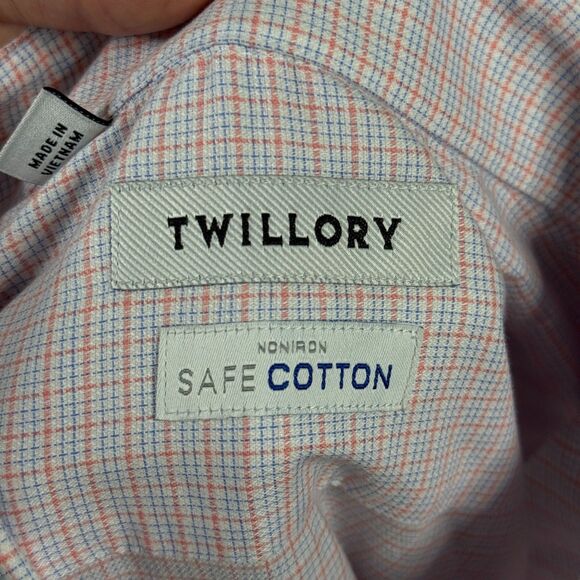 MADE IN
VIETNAM
TWILLORY
NONIRON
SAFE COTTON